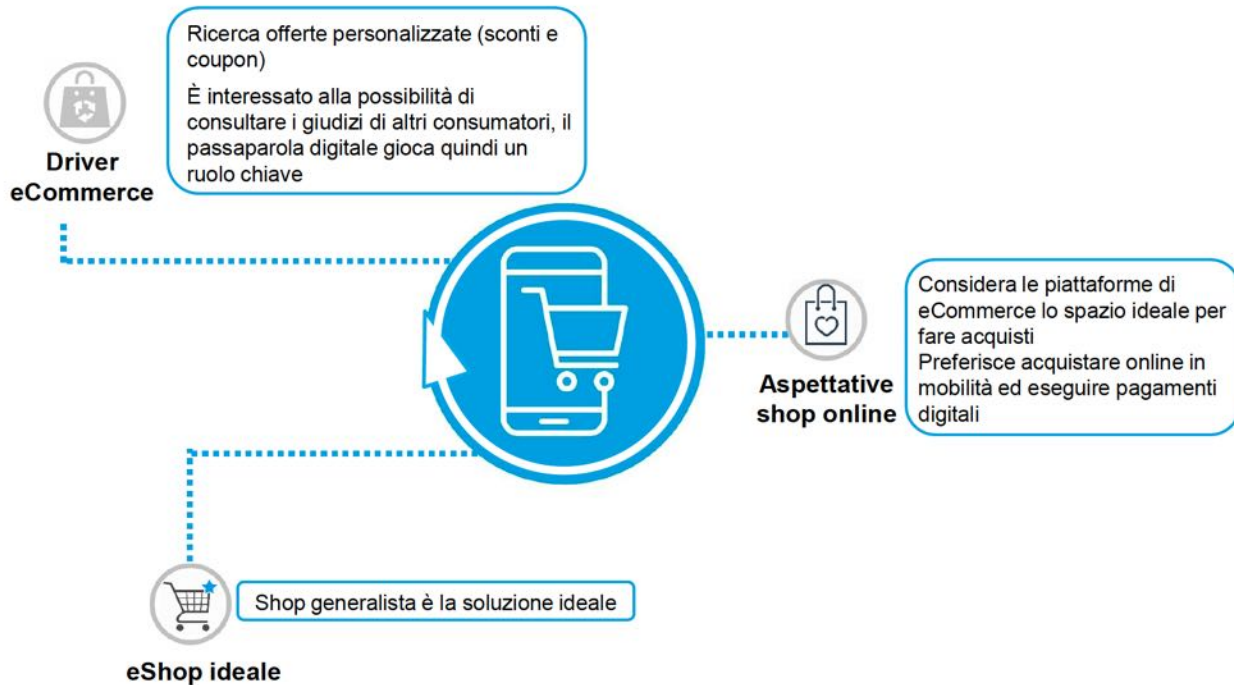 Ricerca offerte personalizzate (sconti e
coupon)
È interessato alla possibilità di
consultare i giudizi di altri consumatori, il
passaparola digitale gioca quindi un
ruolo chiave
Driver
eCommerce
Considera le piattaforme di
eCommerce lo spazio ideale per
fare acquisti
Preferisce acquistare online in
mobilità ed eseguire pagamenti
digitali
Aspettative
shop online
Shop generalista è la soluzione ideale
eShop ideale